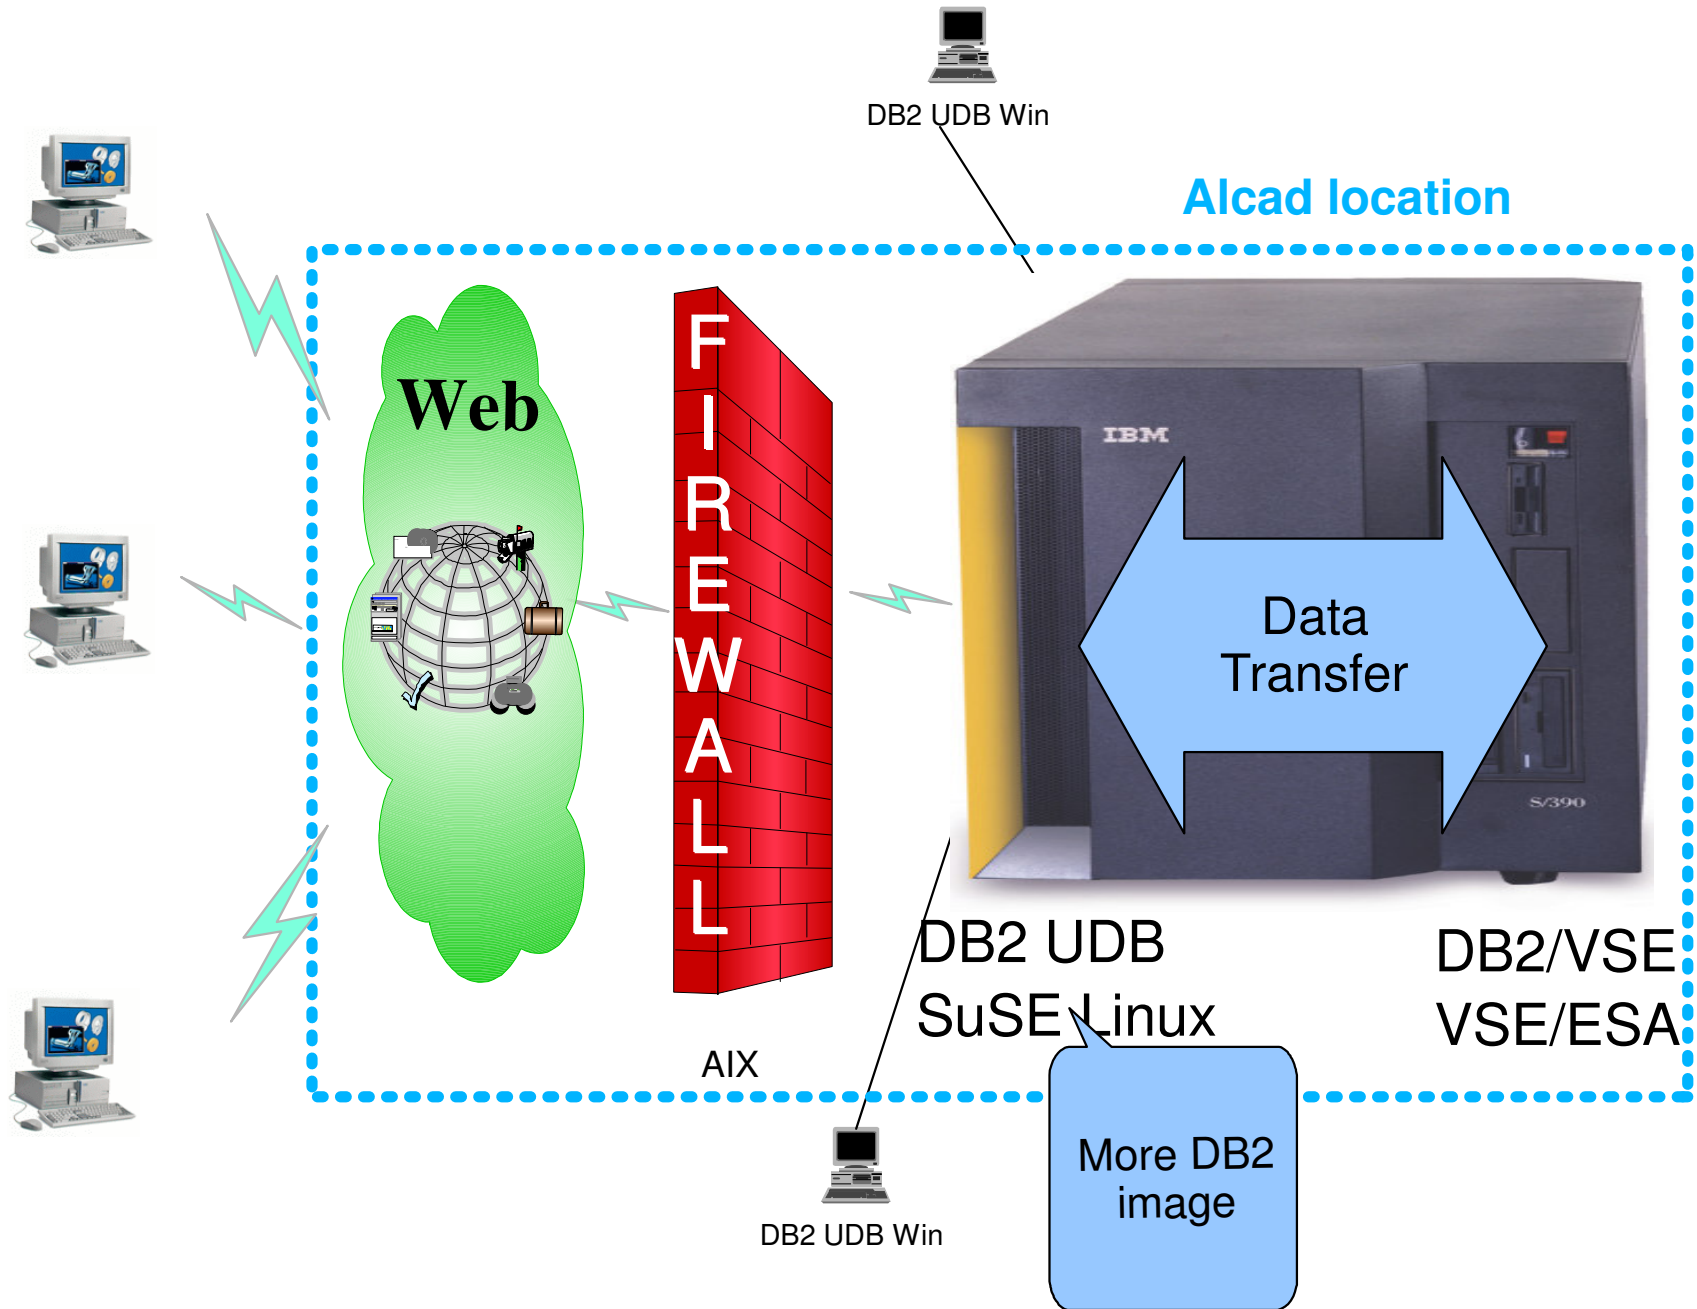 DB2 UDB Win
Alcad location
Web
FIREWALL
IBM
Data
Transfer
S/390
DB2 UDB
SuSE Linux
DB2/VSE
VSE/ESA
AIX
More DB2
image
DB2 UDB Win